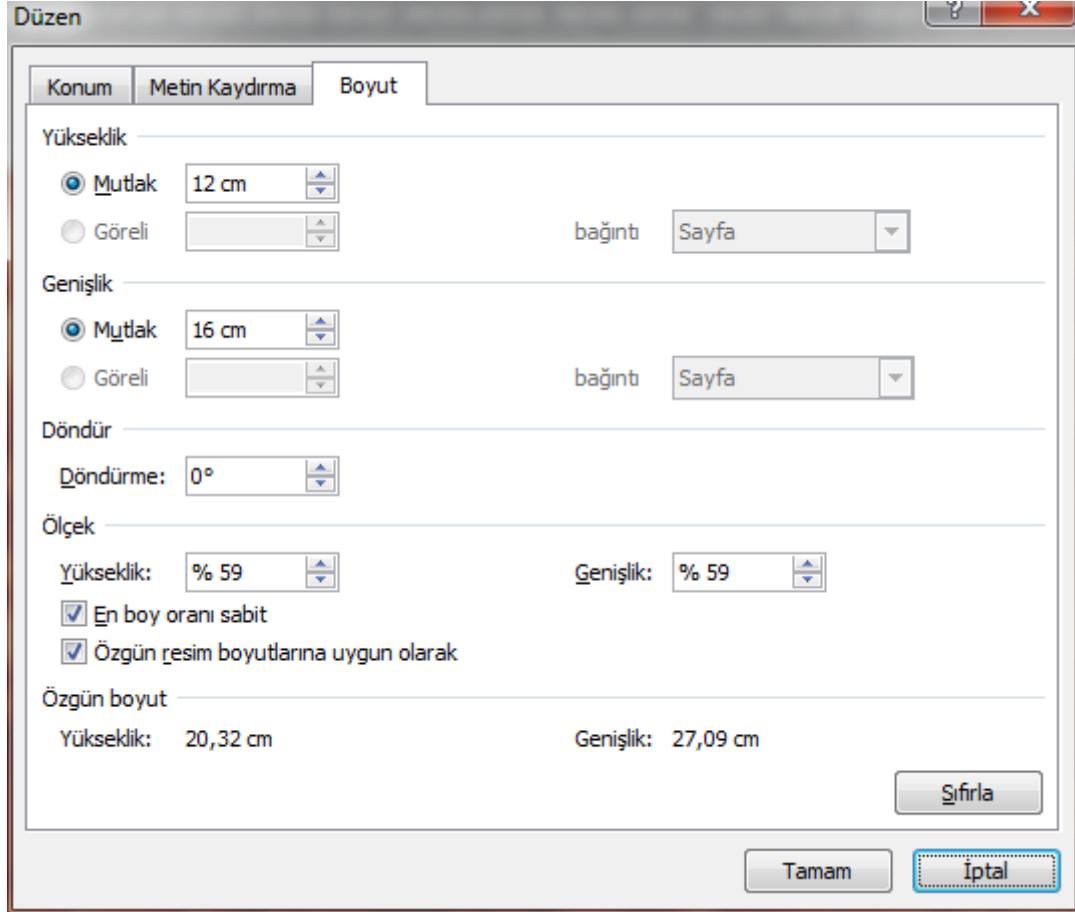 Düzen
Konum Metin Kaydırma Boyut
Yükseklik
Mutlak 12 cm
Göreli bağıntı Sayfa
Genişlik
Mutlak 16 cm
Göreli bağıntı Sayfa
Döndür
Döndürme: 0°
Ölçek
Yükseklik: % 59 Genişlik: % 59
En boy oranı sabit
Özgün resim boyutlarına uygun olarak
Özgün boyut
Yükseklik: 20,32 cm Genişlik: 27,09 cm
Sıfırla
Tamam İptal